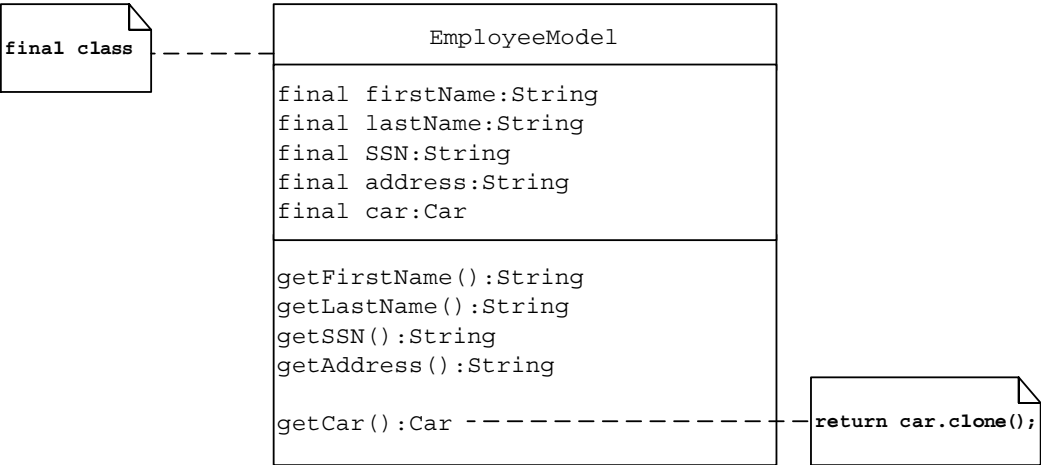 final class
EmployeeModel
final firstName:String
final lastName:String
final SSN:String
final address:String
final car:Car
getFirstName():String
getLastName():String
getSSN():String
getAddress():String
getCar():Car
return car.clone();